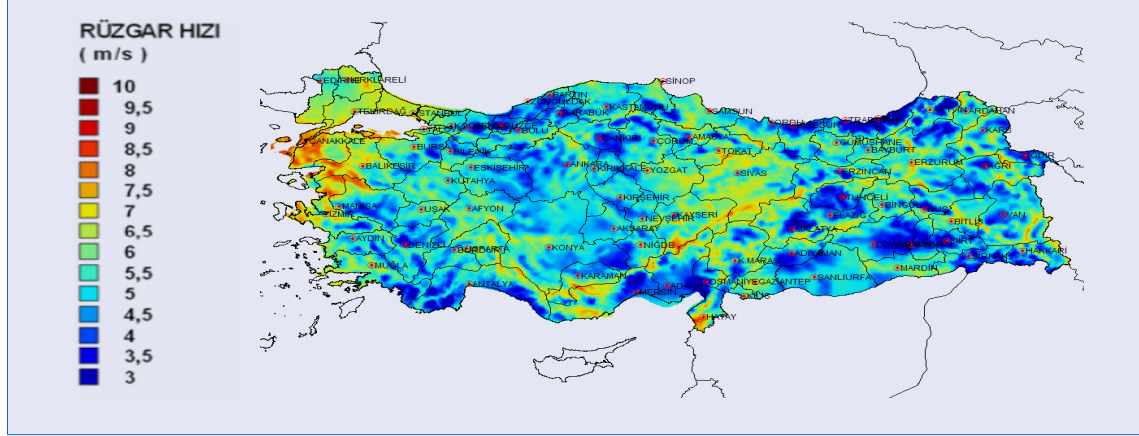 RÜZGAR HIZI
( m/s )
10
9,5
9
8,5
8
7,5
7
6,5
6
5,5
5
4,5
4
3,5
3
SİNOP
EDİRNE KIRKLARELİ
BARTIN
ZONGULDAK
KASTAMONU
TEKİRDAĞ
İSTANBUL
KARABÜK
SAMSUN
ARDAHAN
ORDU
TRABZON
BOLU
KARS
ÇANAKKALE
ÇANKIRI
AMASYA
ÇORUM
GÜMÜŞHANE
BURSA
BİLECİK
TOKAT
BAYBURT
IĞDIR
BALIKESİR
ESKİŞEHİR
ANKARA
KIRIKKALE
YOZGAT
SİVAS
ERZİNCAN
ERZURUM
AĞRI
KÜTAHYA
TUNCELİ
MANİSA
UŞAK
AFYON
KIRŞEHİR
BİNGÖL
MUŞ
İZMİR
NEVŞEHİR
KAYSERİ
ELAZIĞ
VAN
BİTLİS
AKSARAY
MALATYA
AYDIN
DENİZLİ
BURDUR
ISPARTA
KONYA
NİĞDE
SİİRT
HAKKARİ
ADIYAMAN
ŞIRNAK
MUĞLA
K.MARAŞ
MARDİN
KARAMAN
ŞANLIURFA
ANTALYA
ADANA
OSMANİYE
GAZİANTEP
MERSİN
KİLİS
HATAY